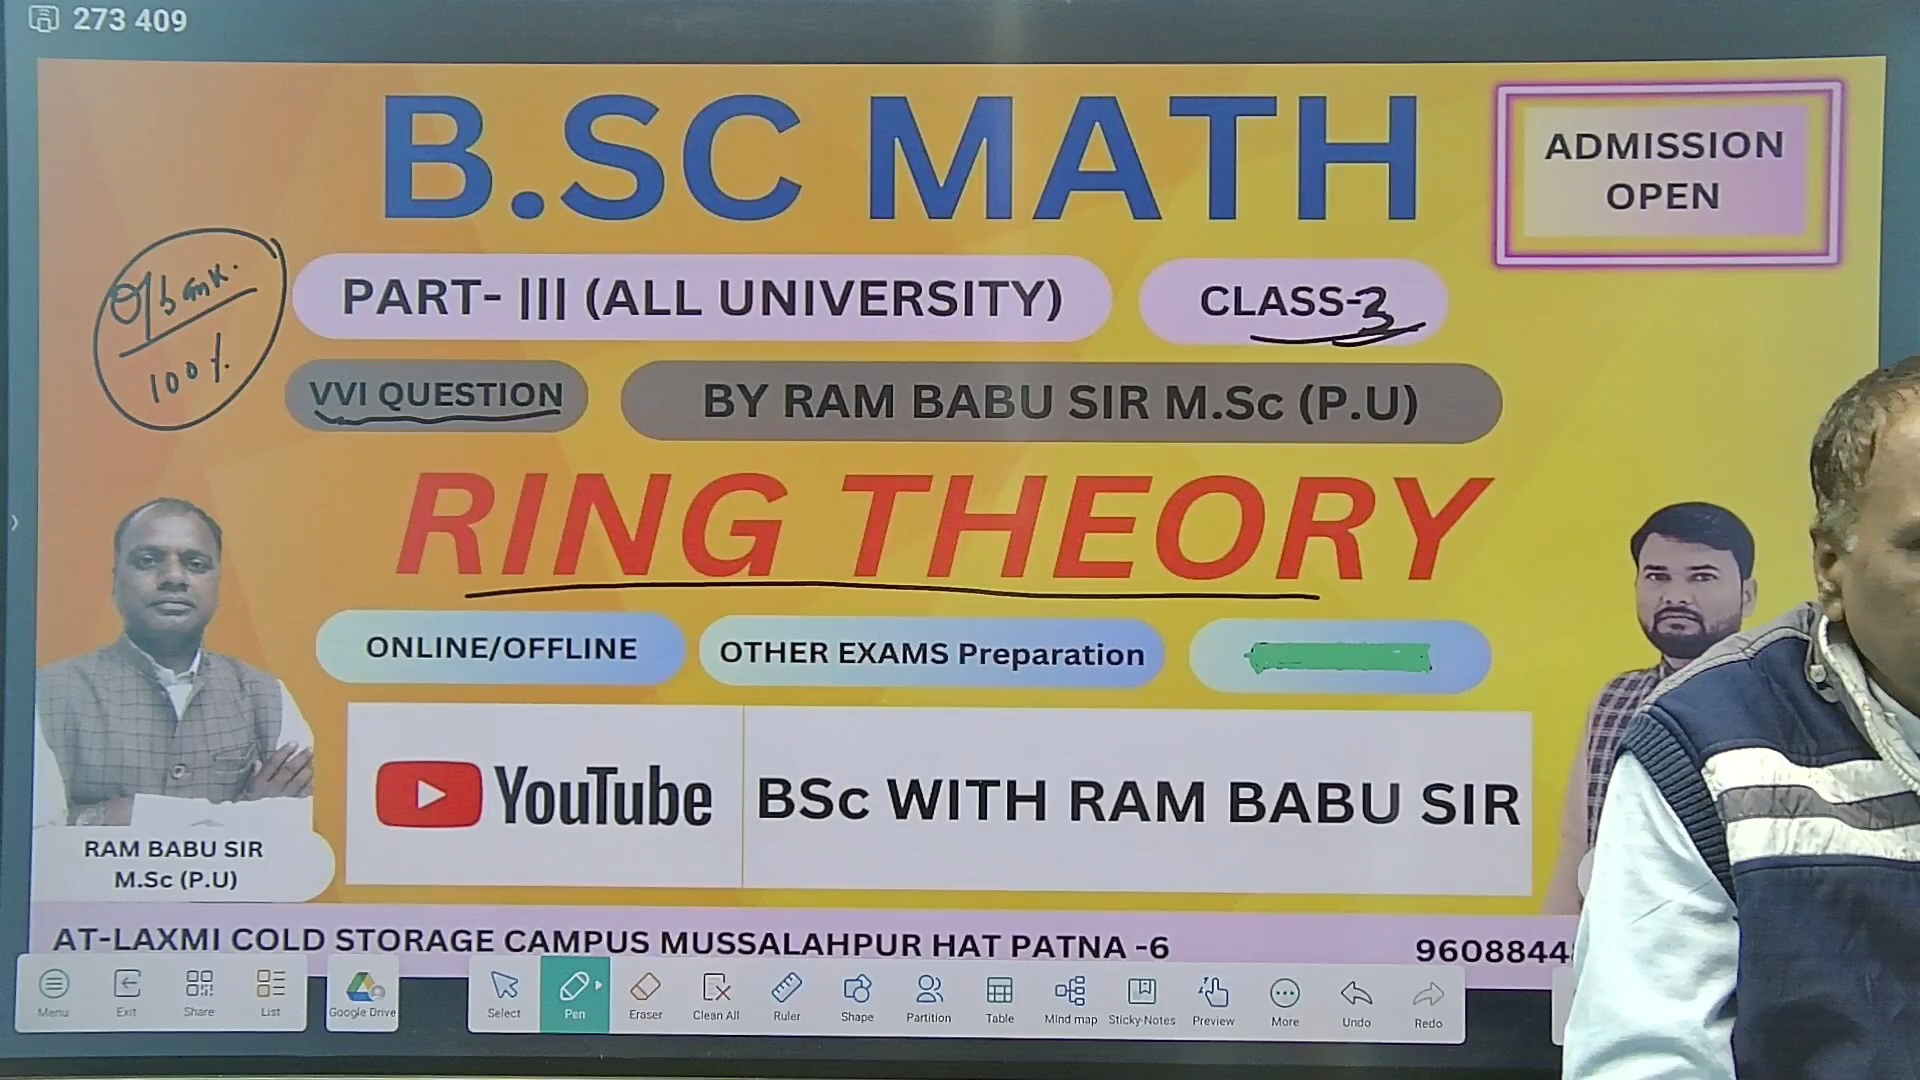 273 409
B.SC MATH
ADMISSION
OPEN
PART- III (ALL UNIVERSITY)
CLASS-3
100%
VVI QUESTION
BY RAM BABU SIR M.Sc (P.U)
RING THEORY
ONLINE/OFFLINE
OTHER EXAMS Preparation
YouTube
BSc WITH RAM BABU SIR
RAM BABU SIR
M.Sc (P.U)
AT-LAXMI COLD STORAGE CAMPUS MUSSALAHPUR HAT PATNA -6
9608844
Menu Exit Share List Google Drive Select Pen Eraser Clean All Ruler Shape Partition Table Mind map Sticky-Notes Preview More Undo Redo